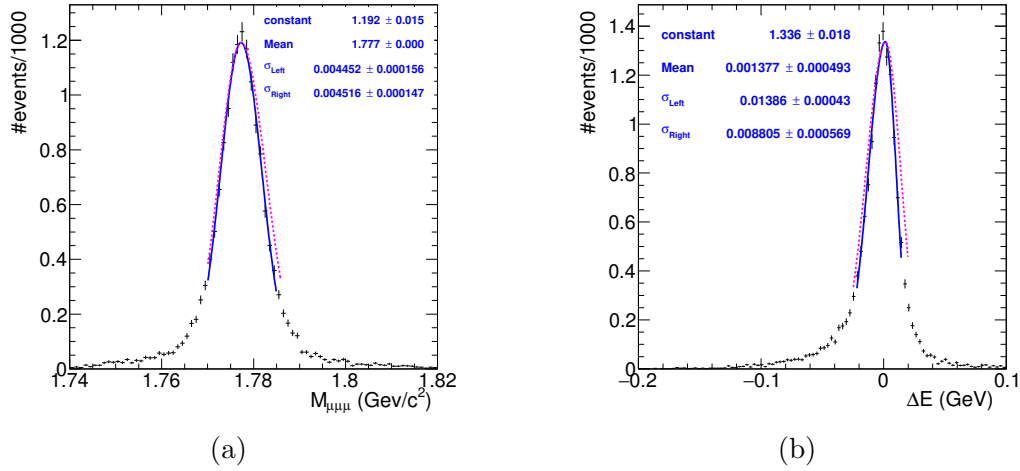 constant 1.192 ± 0.015
Mean 1.777 ± 0.000
σLeft 0.004452 ± 0.000156
σRight 0.004516 ± 0.000147
#events/1000
1.2
1
0.8
0.6
0.4
0.2
0
1.74 1.76 1.78 1.8 1.82
Mμμμ (Gev/c²)
(a)
constant 1.336 ± 0.018
Mean 0.001377 ± 0.000493
σLeft 0.01386 ± 0.00043
σRight 0.008805 ± 0.000569
#events/1000
1.4
1.2
1
0.8
0.6
0.4
0.2
0
−0.2 −0.1 0 0.1
ΔE (GeV)
(b)